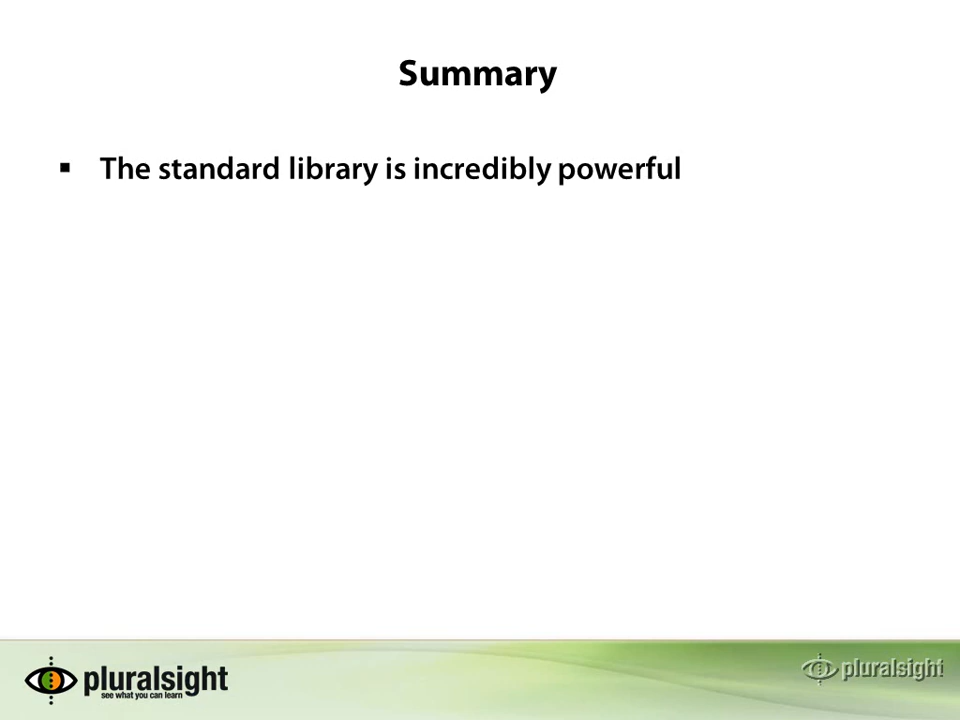 Summary
▪ The standard library is incredibly powerful
pluralsight
see what you can learn
pluralsight